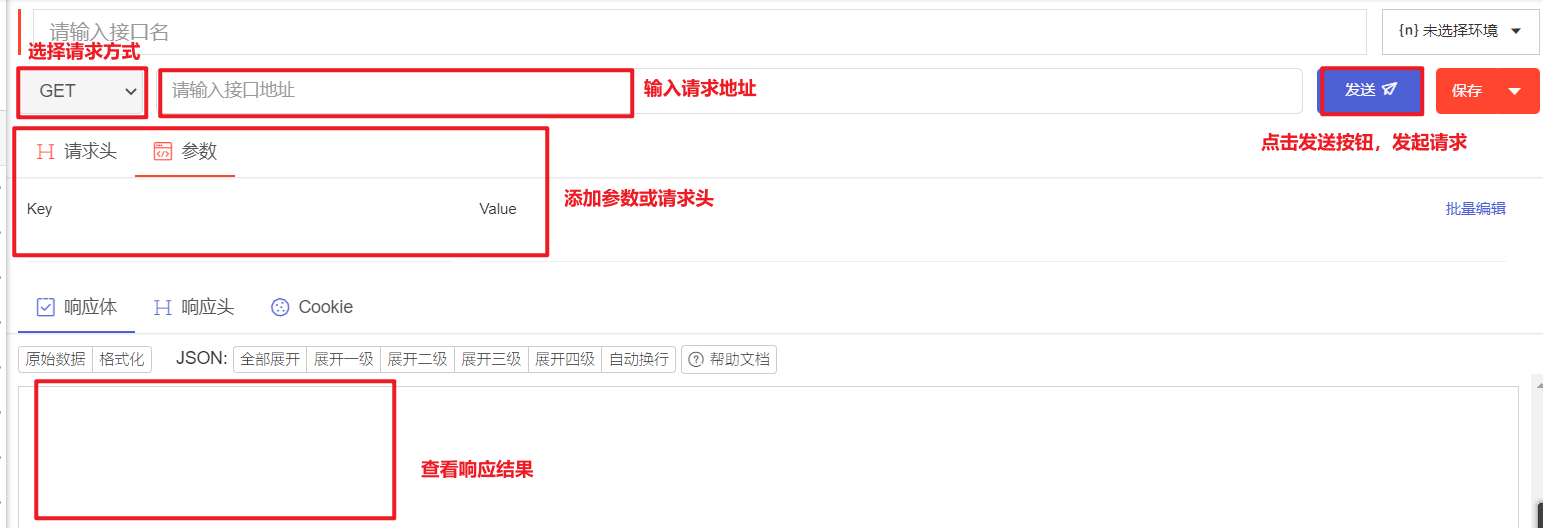 请输入接口名
{n} 未选择环境
选择请求方式
GET
请输入接口地址
输入请求地址
发送
保存
点击发送按钮，发起请求
请求头
参数
添加参数或请求头
Key
Value
批量编辑
响应体
响应头
Cookie
原始数据 格式化 JSON: 全部展开 展开一级 展开二级 展开三级 展开四级 自动换行 帮助文档
查看响应结果